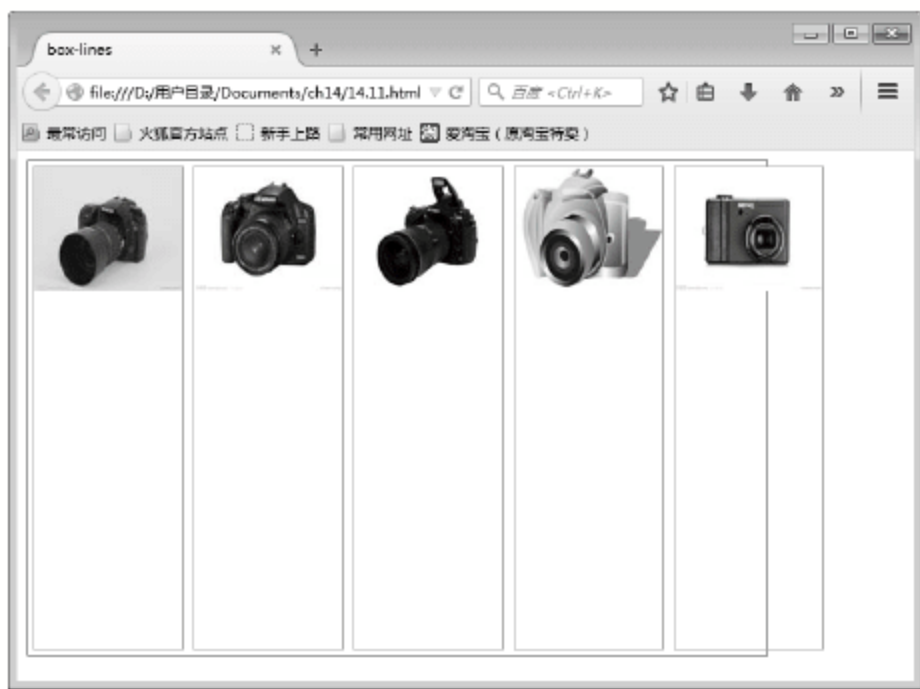 box-lines
file:///D:/用户目录/Documents/ch14/14.11.html 百度 <Ctrl+K>
最常访问 火狐官方站点 新手上路 常用网址 爱淘宝（原淘宝特卖）